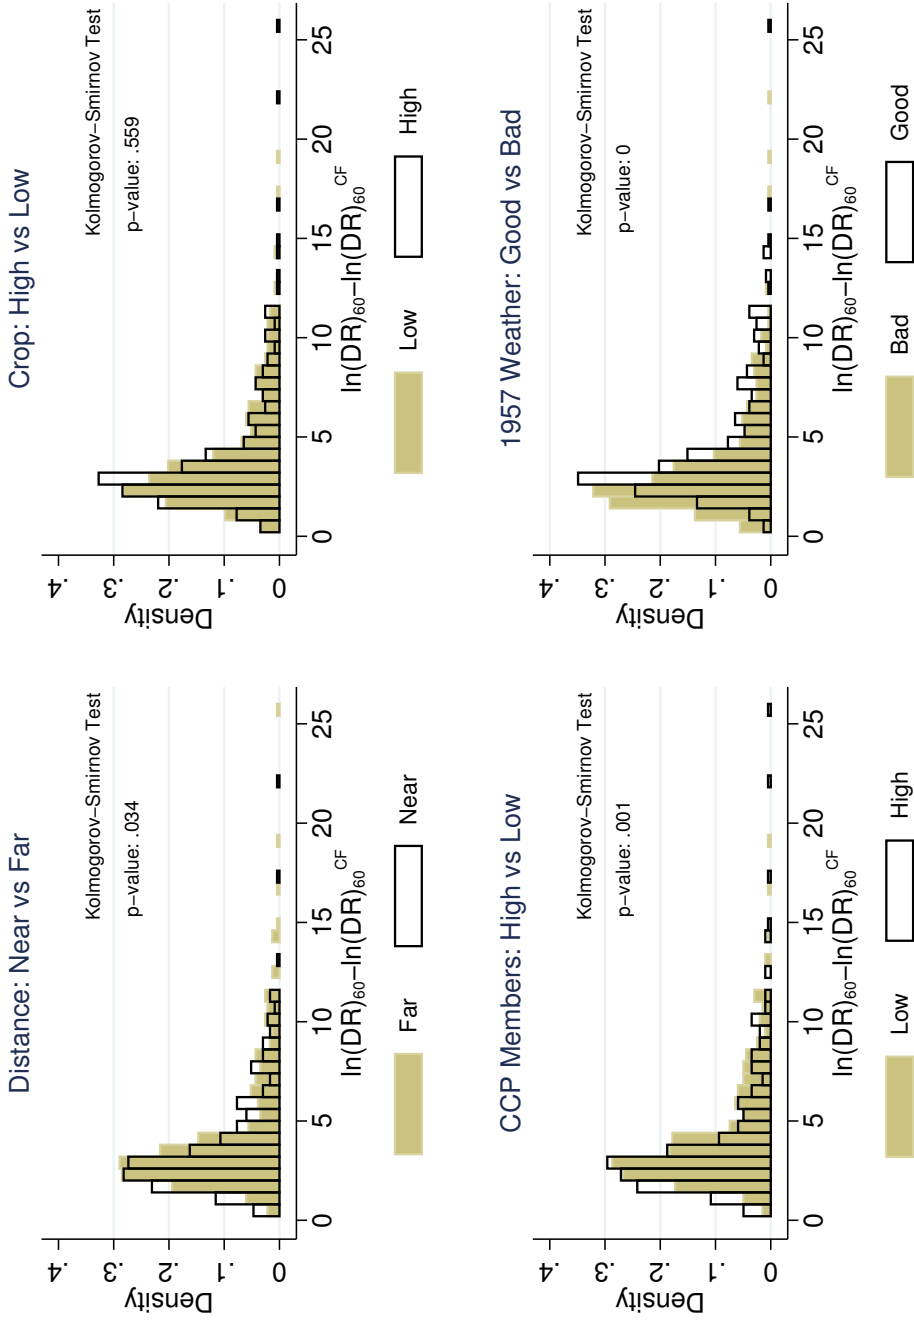 Distance: Near vs Far
Kolmogorov−Smirnov Test
p−value: .034
Density
0 .1 .2 .3 .4
0 5 10 15 20 25
ln(DR)₆₀−ln(DR)₆₀ᶜᶠ
Far Near
Crop: High vs Low
Kolmogorov−Smirnov Test
p−value: .559
Density
0 .1 .2 .3 .4
0 5 10 15 20 25
ln(DR)₆₀−ln(DR)₆₀ᶜᶠ
Low High
CCP Members: High vs Low
Kolmogorov−Smirnov Test
p−value: .001
Density
0 .1 .2 .3 .4
0 5 10 15 20 25
ln(DR)₆₀−ln(DR)₆₀ᶜᶠ
Low High
1957 Weather: Good vs Bad
Kolmogorov−Smirnov Test
p−value: 0
Density
0 .1 .2 .3 .4
0 5 10 15 20 25
ln(DR)₆₀−ln(DR)₆₀ᶜᶠ
Bad Good